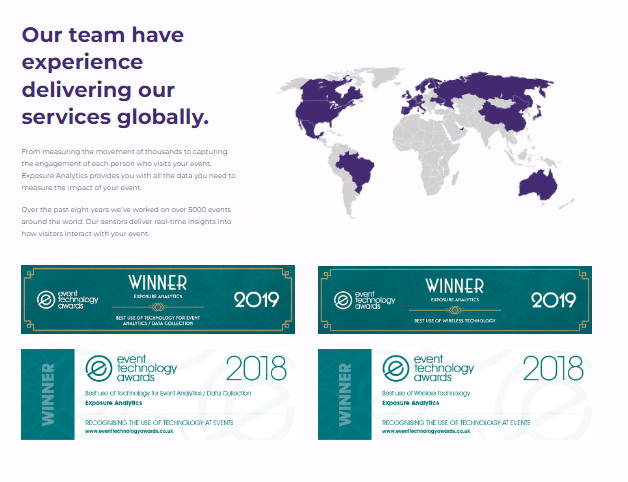 Our team have
experience
delivering our
services globally.
From measuring the movement of thousands to capturing
the engagement of each person who visits your event,
Exposure Analytics provides you with all the data you need to
measure the impact of your event.
Over the past eight years we've worked on over 5000 events
around the world. Our sensors deliver real-time insights into
how visitors interact with your event.
event
technology
awards
WINNER
EXPOSURE ANALYTICS
BEST USE OF TECHNOLOGY FOR EVENT
ANALYTICS / DATA COLLECTION
2019
event
technology
awards
WINNER
EXPOSURE ANALYTICS
BEST USE OF WIRELESS TECHNOLOGY
2019
WINNER
event
technology
awards
2018
Best use of Technology for Event Analytics / Data Collection
Exposure Analytics
RECOGNISING THE USE OF TECHNOLOGY AT EVENTS
www.eventtechnologyawards.co.uk
WINNER
event
technology
awards
2018
Best use of Wireless Technology
Exposure Analytics
RECOGNISING THE USE OF TECHNOLOGY AT EVENTS
www.eventtechnologyawards.co.uk